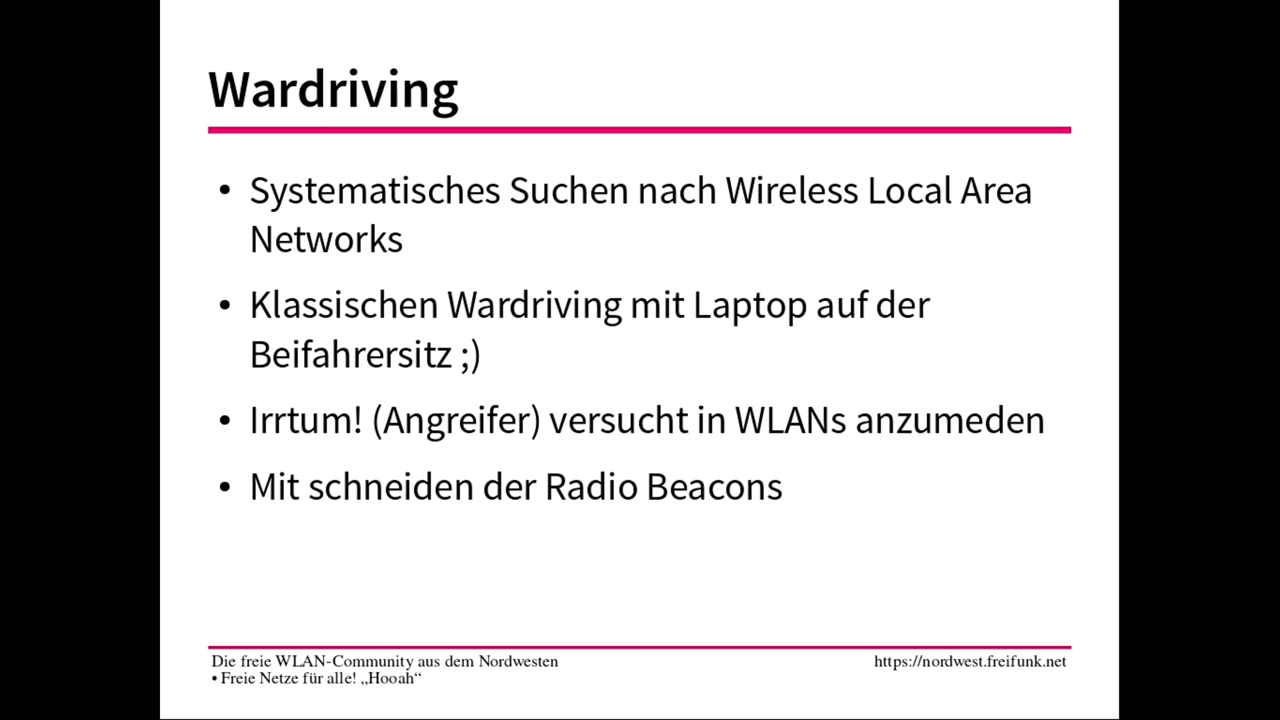 Wardriving
• Systematisches Suchen nach Wireless Local Area
Networks
• Klassischen Wardriving mit Laptop auf der
Beifahrersitz ;)
• Irrtum! (Angreifer) versucht in WLANs anzumeden
• Mit schneiden der Radio Beacons
Die freie WLAN-Community aus dem Nordwesten
• Freie Netze für alle! „Hooah“
https://nordwest.freifunk.net